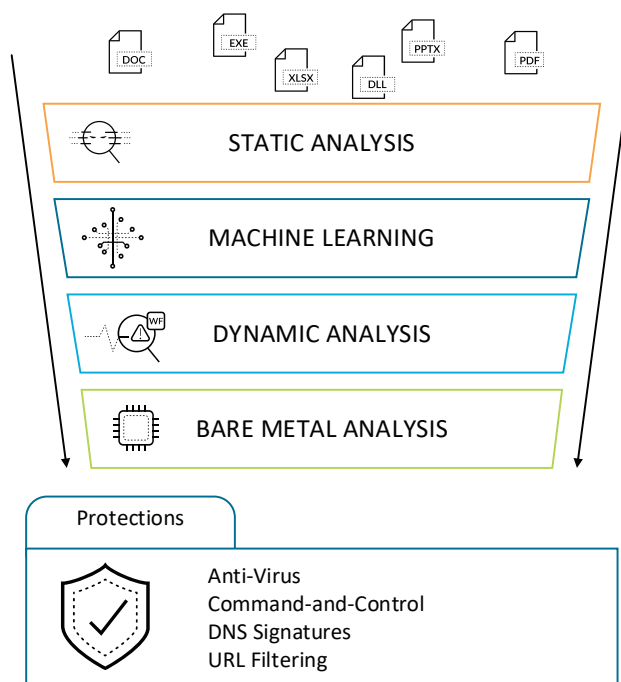 DOC
EXE
XLSX
DLL
PPTX
PDF
STATIC ANALYSIS
MACHINE LEARNING
WF
DYNAMIC ANALYSIS
BARE METAL ANALYSIS
Protections
Anti-Virus
Command-and-Control
DNS Signatures
URL Filtering